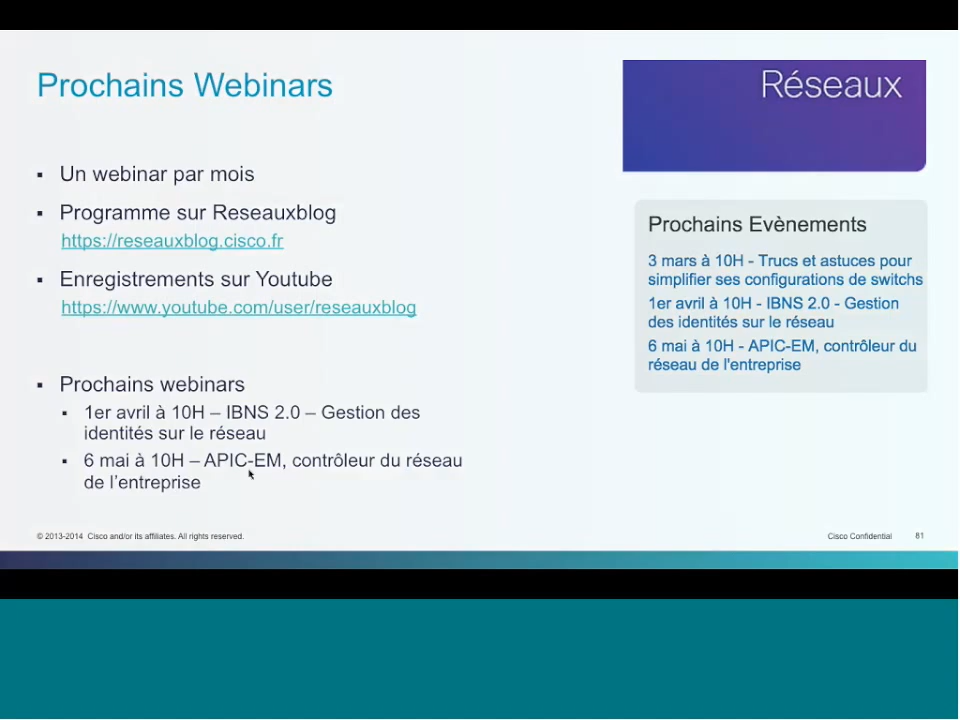 Prochains Webinars
▪ Un webinar par mois
▪ Programme sur Reseauxblog
https://reseauxblog.cisco.fr
▪ Enregistrements sur Youtube
https://www.youtube.com/user/reseauxblog
▪ Prochains webinars
▪ 1er avril à 10H – IBNS 2.0 – Gestion des
identités sur le réseau
▪ 6 mai à 10H – APIC-EM, contrôleur du réseau
de l’entreprise
Réseaux
Prochains Evènements
3 mars à 10H - Trucs et astuces pour
simplifier ses configurations de switchs
1er avril à 10H - IBNS 2.0 - Gestion
des identités sur le réseau
6 mai à 10H - APIC-EM, contrôleur du
réseau de l'entreprise
© 2013-2014 Cisco and/or its affiliates. All rights reserved.
Cisco Confidential 81